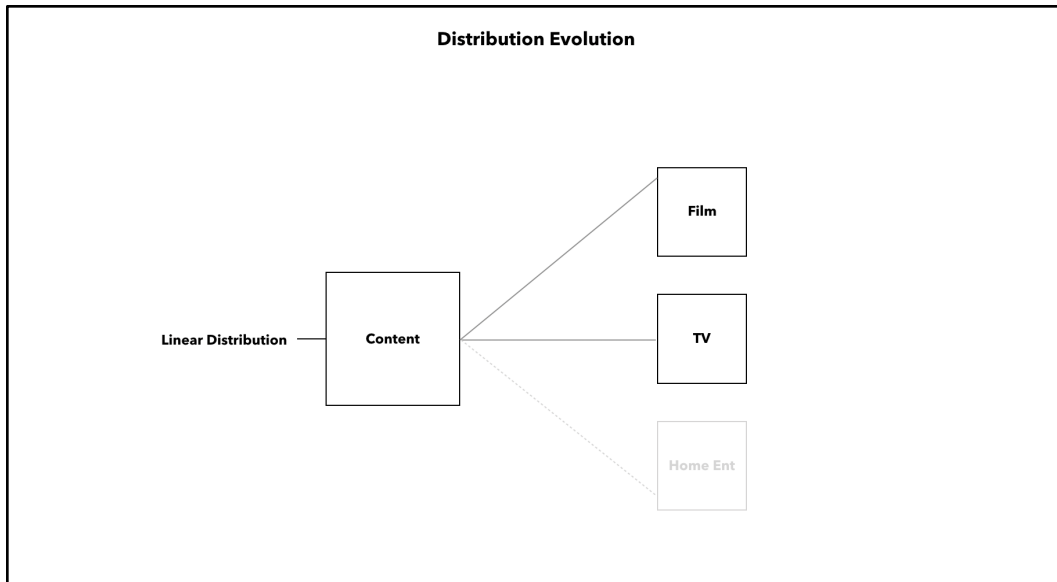 Distribution Evolution
Film
Linear Distribution
Content
TV
Home Ent